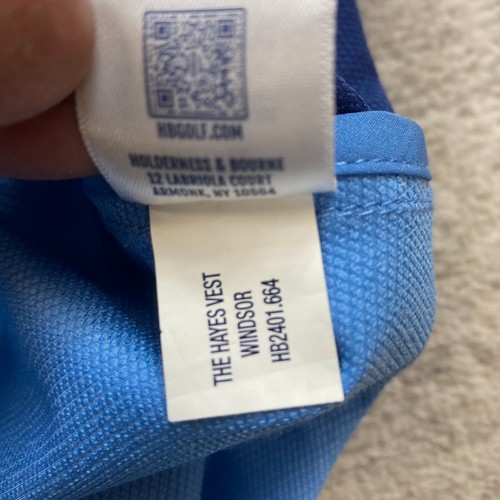 HBGOLF.COM
HOLDERNESS & BOURNE
12 LABRIOLA COURT
ARMONK, NY 10504
THE HAYES VEST
WINDSOR
HB2401.664